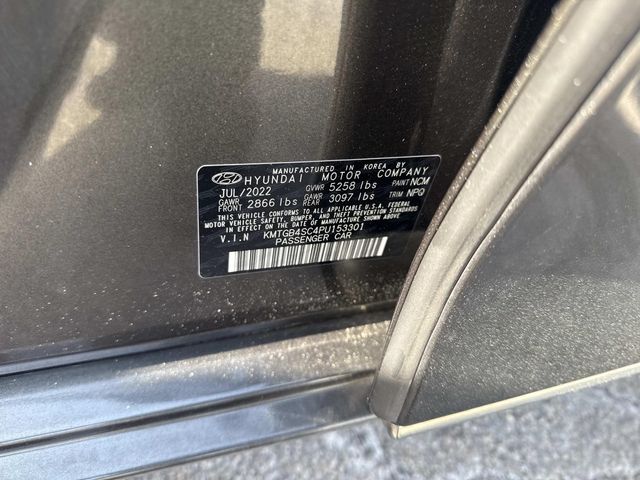 MANUFACTURED IN KOREA BY
HYUNDAI MOTOR COMPANY
JUL/2022 GVWR 5258 lbs PAINT NCM
GAWR FRONT 2866 lbs GAWR REAR 3097 lbs TRIM NPG
THIS VEHICLE CONFORMS TO ALL APPLICABLE U.S.A. FEDERAL
MOTOR VEHICLE SAFETY, BUMPER, AND THEFT PREVENTION STANDARDS
IN EFFECT ON THE DATE OF MANUFACTURE SHOWN ABOVE.
V.I.N KMTGB4SC4PU153301
PASSENGER CAR